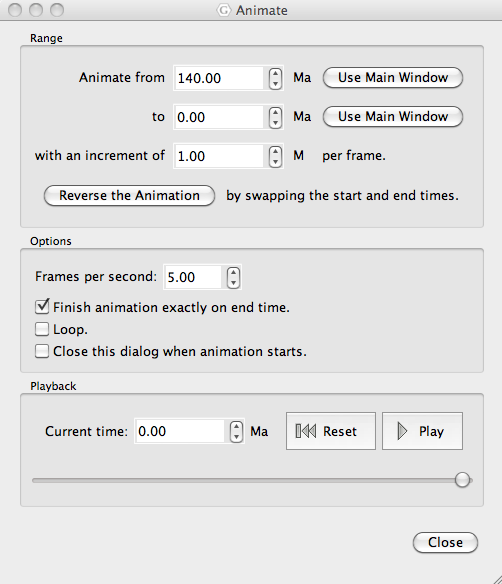 Animate
Range
Animate from 140.00 Ma Use Main Window
to 0.00 Ma Use Main Window
with an increment of 1.00 M per frame.
Reverse the Animation by swapping the start and end times.
Options
Frames per second: 5.00
Finish animation exactly on end time.
Loop.
Close this dialog when animation starts.
Playback
Current time: 0.00 Ma Reset Play
Close